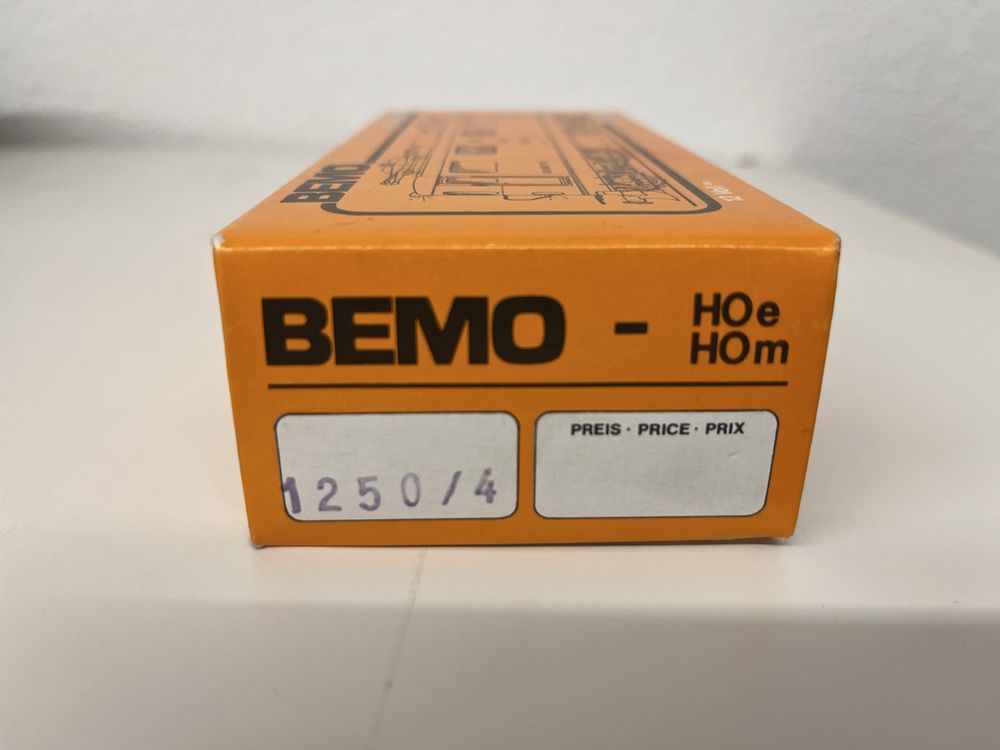 BEMO
BEMO - HOe
HOm
PREIS · PRICE · PRIX
1250/4